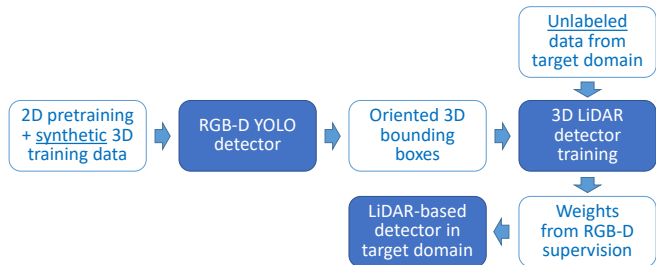 Unlabeled
data from
target domain
2D pretraining
+ synthetic 3D
training data
RGB-D YOLO
detector
Oriented 3D
bounding
boxes
3D LiDAR
detector
training
LiDAR-based
detector in
target domain
Weights
from RGB-D
supervision